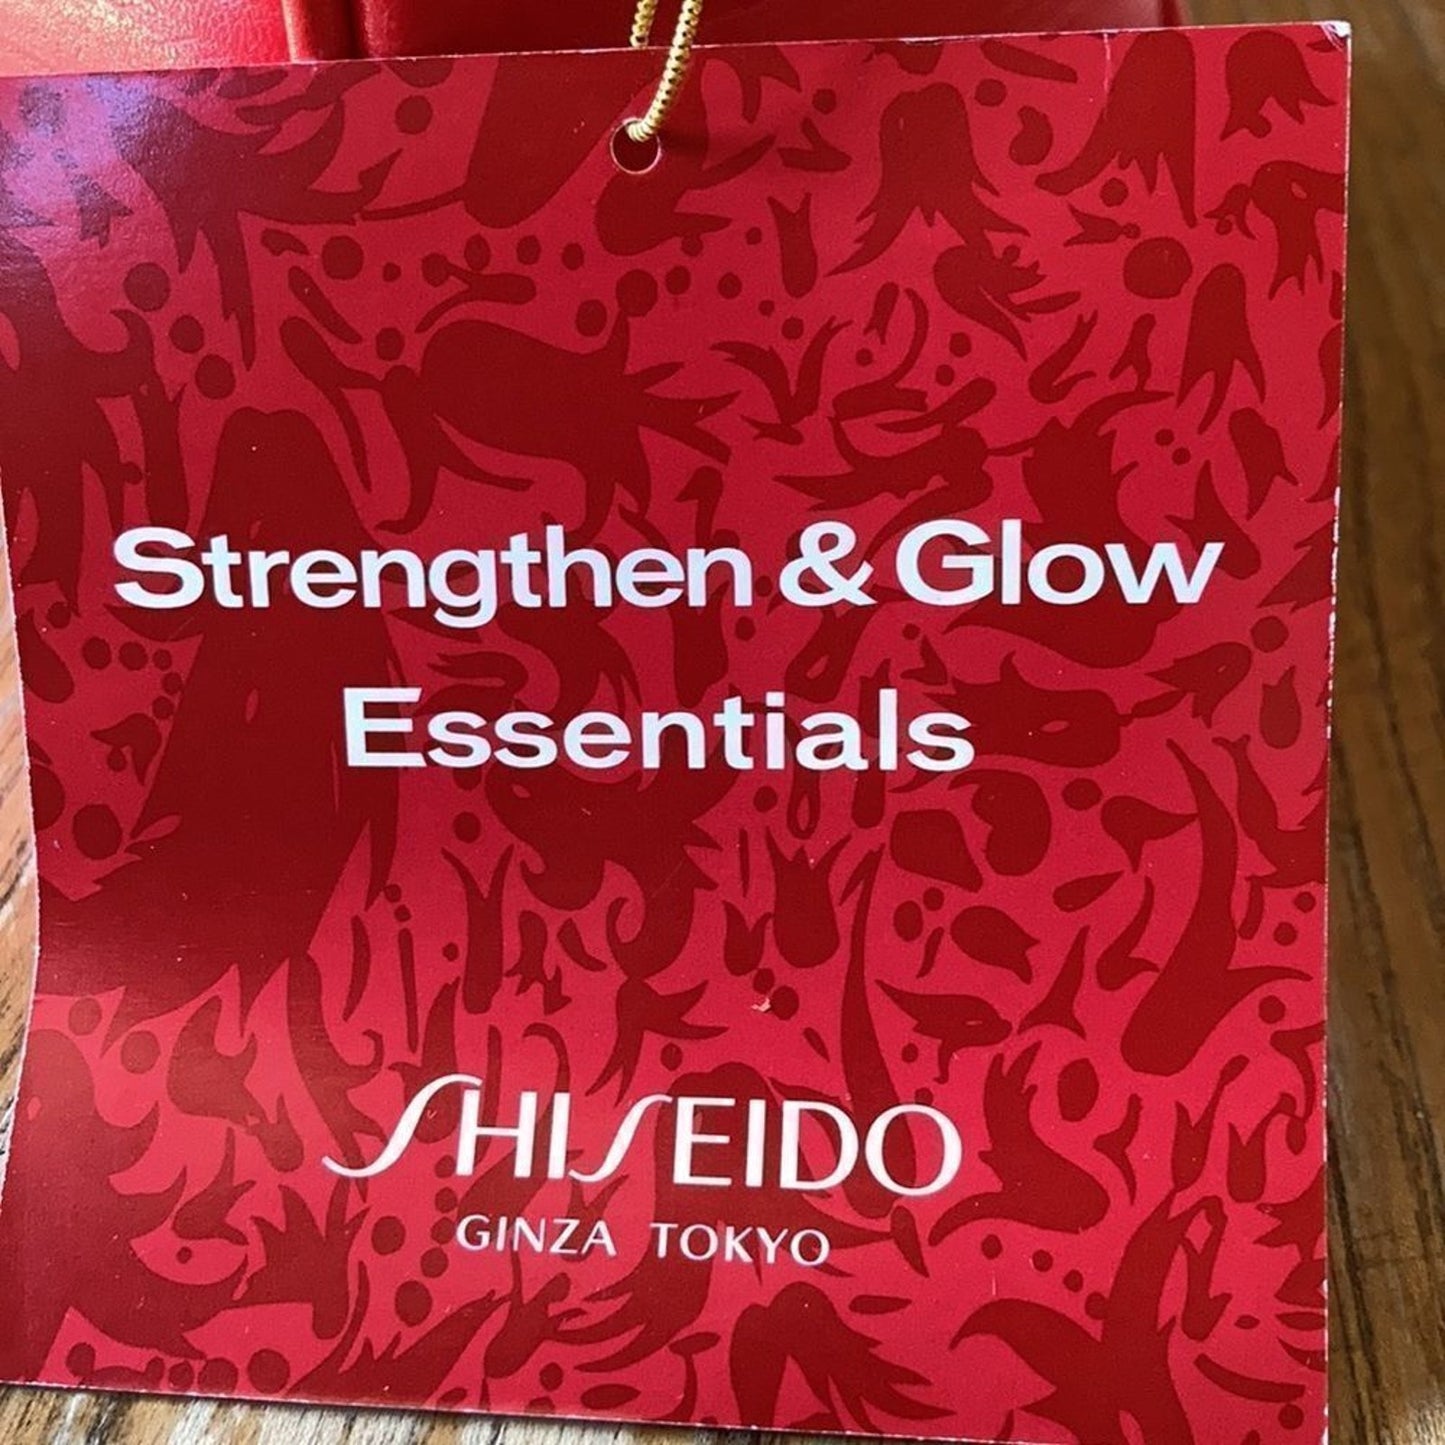 Strengthen & Glow
Essentials
SHISEIDO
GINZA TOKYO